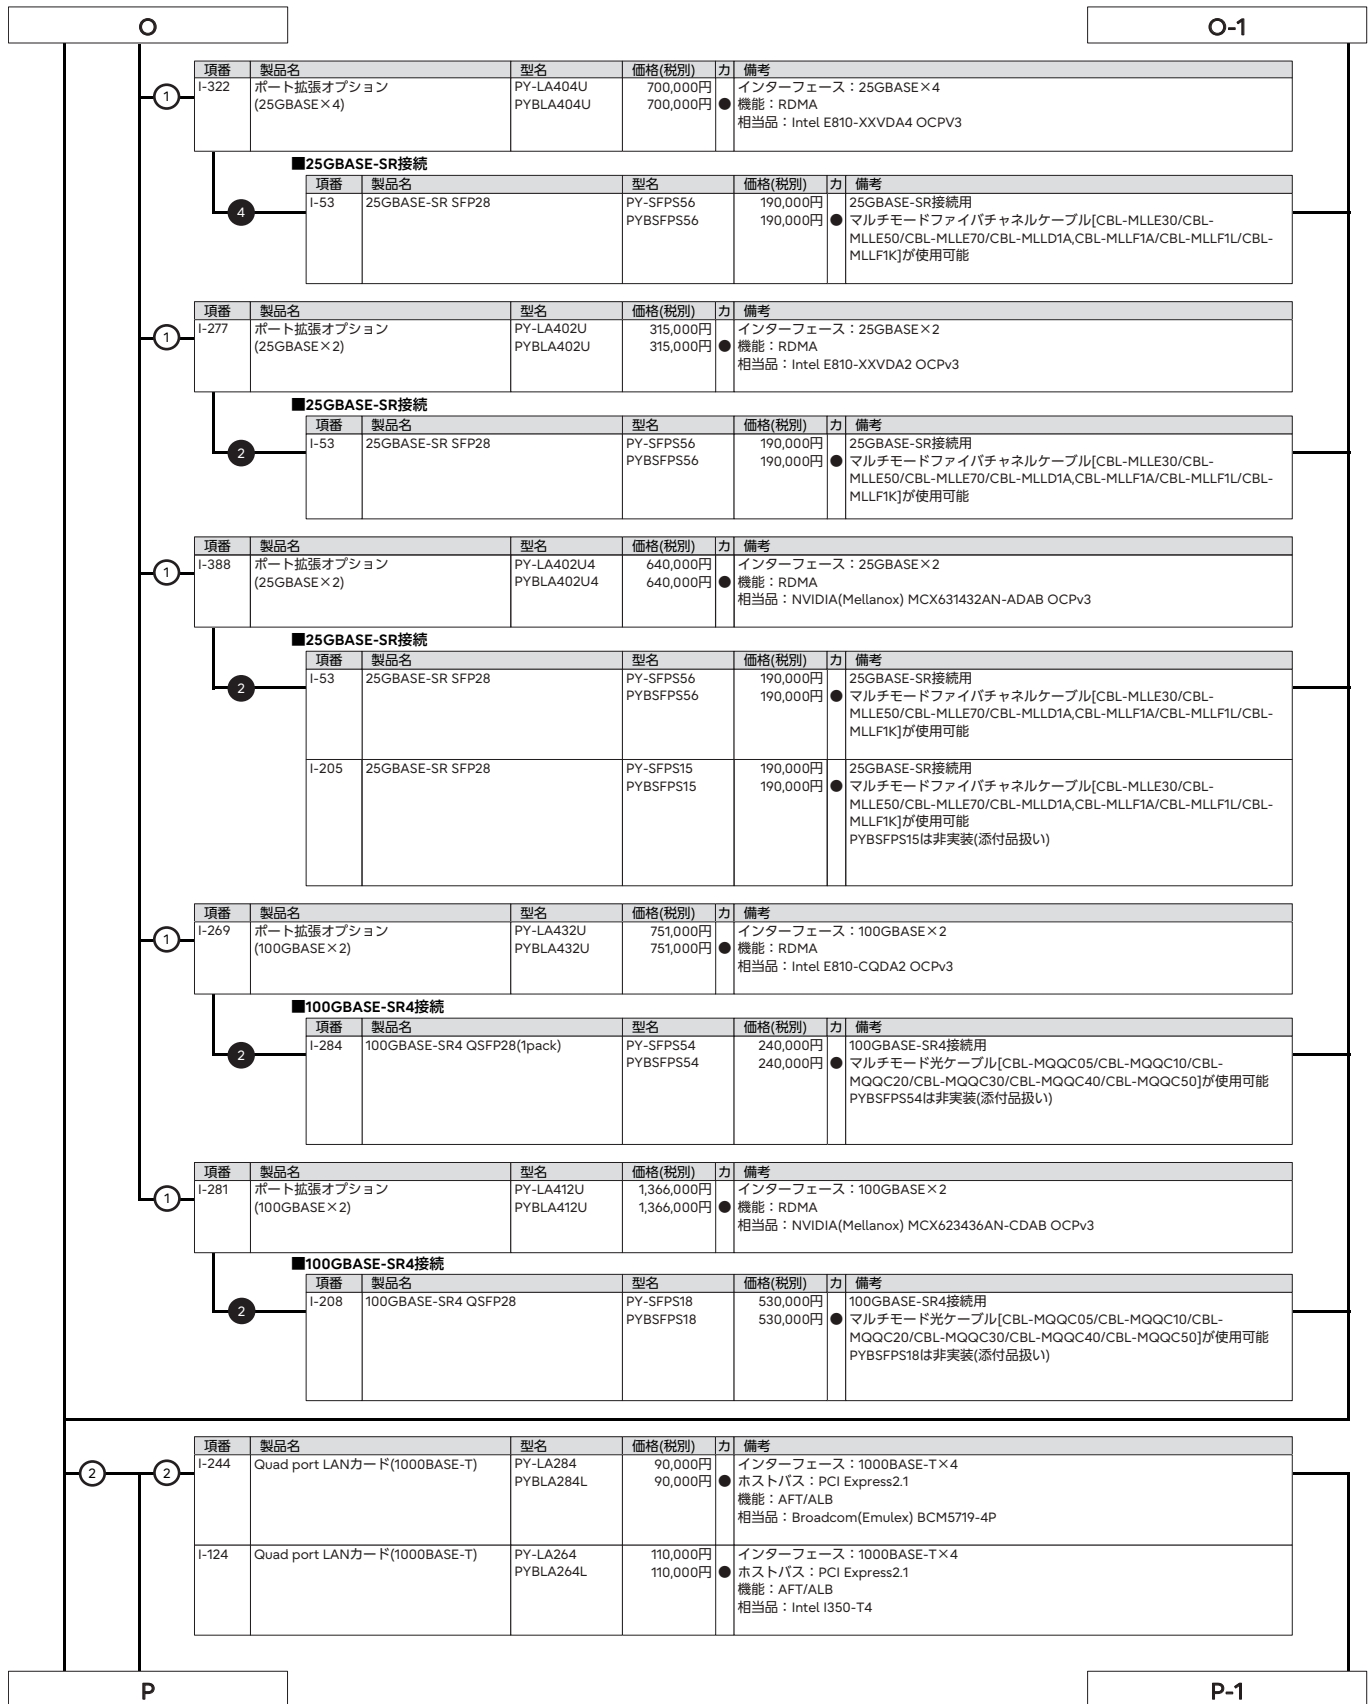 O
O-1
項番 製品名 型名 価格(税別) カ 備考
① I-322 ポート拡張オプション PY-LA404U 700,000円 インターフェース：25GBASE×4
(25GBASE×4) PYBLA404U 700,000円 ● 機能：RDMA
相当品：Intel E810-XXVDA4 OCPV3
■25GBASE-SR接続
項番 製品名 型名 価格(税別) カ 備考
4 I-53 25GBASE-SR SFP28 PY-SFPS56 190,000円 25GBASE-SR接続用
PYBSFPS56 190,000円 ● マルチモードファイバチャネルケーブル[CBL-MLLE30/CBL-
MLLE50/CBL-MLLE70/CBL-MLLD1A,CBL-MLLF1A/CBL-MLLF1L/CBL-
MLLF1K]が使用可能
項番 製品名 型名 価格(税別) カ 備考
① I-277 ポート拡張オプション PY-LA402U 315,000円 インターフェース：25GBASE×2
(25GBASE×2) PYBLA402U 315,000円 ● 機能：RDMA
相当品：Intel E810-XXVDA2 OCPv3
■25GBASE-SR接続
項番 製品名 型名 価格(税別) カ 備考
2 I-53 25GBASE-SR SFP28 PY-SFPS56 190,000円 25GBASE-SR接続用
PYBSFPS56 190,000円 ● マルチモードファイバチャネルケーブル[CBL-MLLE30/CBL-
MLLE50/CBL-MLLE70/CBL-MLLD1A,CBL-MLLF1A/CBL-MLLF1L/CBL-
MLLF1K]が使用可能
項番 製品名 型名 価格(税別) カ 備考
① I-388 ポート拡張オプション PY-LA402U4 640,000円 インターフェース：25GBASE×2
(25GBASE×2) PYBLA402U4 640,000円 ● 機能：RDMA
相当品：NVIDIA(Mellanox) MCX631432AN-ADAB OCPv3
■25GBASE-SR接続
項番 製品名 型名 価格(税別) カ 備考
2 I-53 25GBASE-SR SFP28 PY-SFPS56 190,000円 25GBASE-SR接続用
PYBSFPS56 190,000円 ● マルチモードファイバチャネルケーブル[CBL-MLLE30/CBL-
MLLE50/CBL-MLLE70/CBL-MLLD1A,CBL-MLLF1A/CBL-MLLF1L/CBL-
MLLF1K]が使用可能
I-205 25GBASE-SR SFP28 PY-SFPS15 190,000円 25GBASE-SR接続用
PYBSFPS15 190,000円 ● マルチモードファイバチャネルケーブル[CBL-MLLE30/CBL-
MLLE50/CBL-MLLE70/CBL-MLLD1A,CBL-MLLF1A/CBL-MLLF1L/CBL-
MLLF1K]が使用可能
PYBSFPS15は非実装(添付品扱い)
項番 製品名 型名 価格(税別) カ 備考
① I-269 ポート拡張オプション PY-LA432U 751,000円 インターフェース：100GBASE×2
(100GBASE×2) PYBLA432U 751,000円 ● 機能：RDMA
相当品：Intel E810-CQDA2 OCPv3
■100GBASE-SR4接続
項番 製品名 型名 価格(税別) カ 備考
2 I-284 100GBASE-SR4 QSFP28(1pack) PY-SFPS54 240,000円 100GBASE-SR4接続用
PYBSFPS54 240,000円 ● マルチモード光ケーブル[CBL-MQQC05/CBL-MQQC10/CBL-
MQQC20/CBL-MQQC30/CBL-MQQC40/CBL-MQQC50]が使用可能
PYBSFPS54は非実装(添付品扱い)
項番 製品名 型名 価格(税別) カ 備考
① I-281 ポート拡張オプション PY-LA412U 1,366,000円 インターフェース：100GBASE×2
(100GBASE×2) PYBLA412U 1,366,000円 ● 機能：RDMA
相当品：NVIDIA(Mellanox) MCX623436AN-CDAB OCPv3
■100GBASE-SR4接続
項番 製品名 型名 価格(税別) カ 備考
2 I-208 100GBASE-SR4 QSFP28 PY-SFPS18 530,000円 100GBASE-SR4接続用
PYBSFPS18 530,000円 ● マルチモード光ケーブル[CBL-MQQC05/CBL-MQQC10/CBL-
MQQC20/CBL-MQQC30/CBL-MQQC40/CBL-MQQC50]が使用可能
PYBSFPS18は非実装(添付品扱い)
項番 製品名 型名 価格(税別) カ 備考
② ② I-244 Quad port LANカード(1000BASE-T) PY-LA284 90,000円 インターフェース：1000BASE-T×4
PYBLA284L 90,000円 ● ホストバス：PCI Express2.1
機能：AFT/ALB
相当品：Broadcom(Emulex) BCM5719-4P
I-124 Quad port LANカード(1000BASE-T) PY-LA264 110,000円 インターフェース：1000BASE-T×4
PYBLA264L 110,000円 ● ホストバス：PCI Express2.1
機能：AFT/ALB
相当品：Intel I350-T4
P
P-1